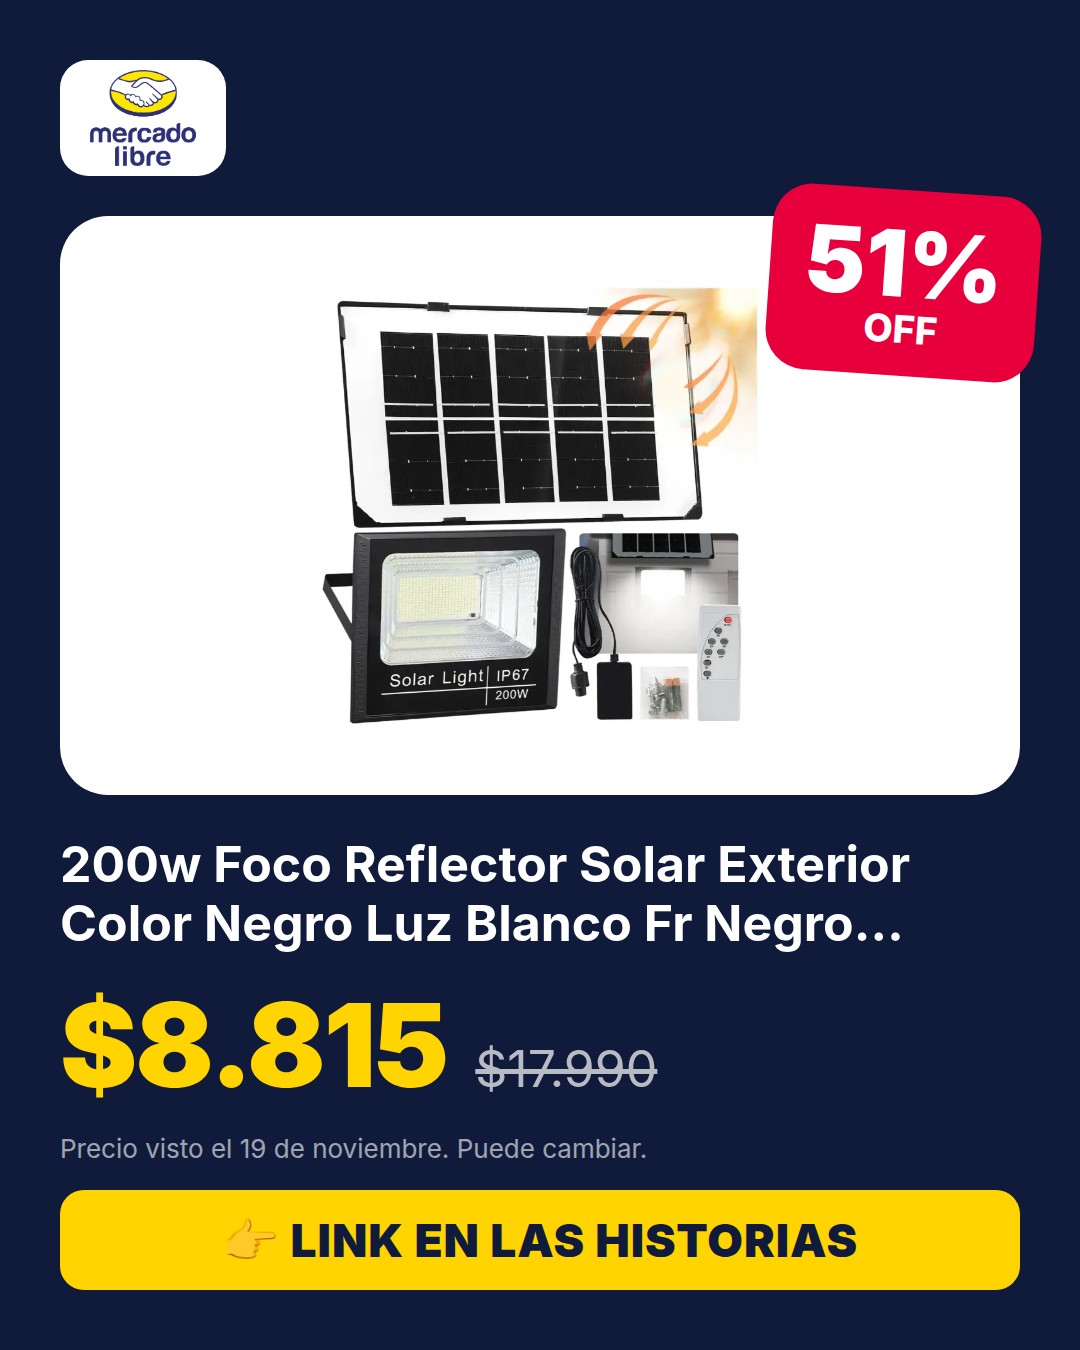 mercado
libre
51%
OFF
Solar Light IP67
200W
200w Foco Reflector Solar Exterior
Color Negro Luz Blanco Fr Negro...
$8.815 $17.990
Precio visto el 19 de noviembre. Puede cambiar.
👉 LINK EN LAS HISTORIAS